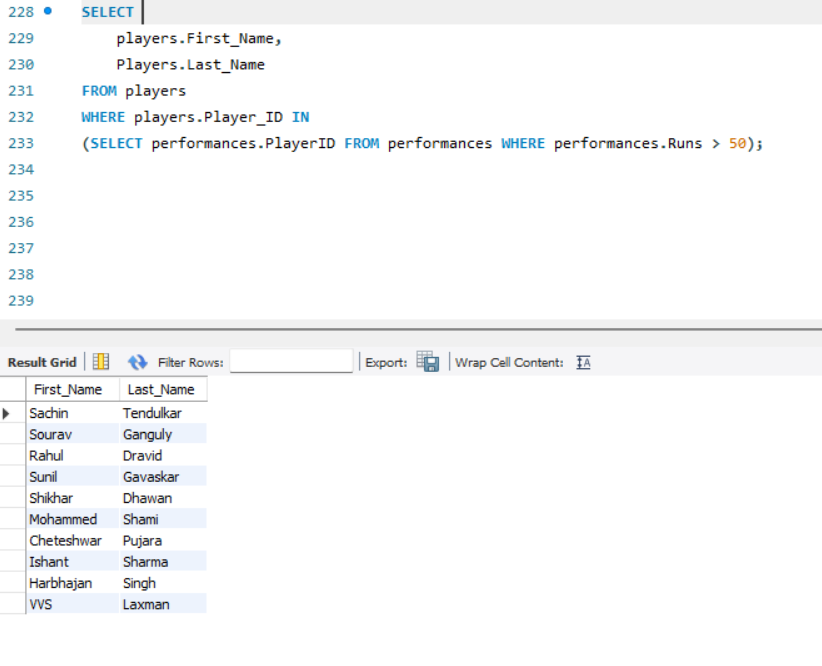 228 SELECT
229 players.First_Name,
230 Players.Last_Name
231 FROM players
232 WHERE players.Player_ID IN
233 (SELECT performances.PlayerID FROM performances WHERE performances.Runs > 50);
234
235
236
237
238
239
Result Grid Filter Rows: Export: Wrap Cell Content: IA
First_Name Last_Name
Sachin Tendulkar
Sourav Ganguly
Rahul Dravid
Sunil Gavaskar
Shikhar Dhawan
Mohammed Shami
Cheteshwar Pujara
Ishant Sharma
Harbhajan Singh
VVS Laxman